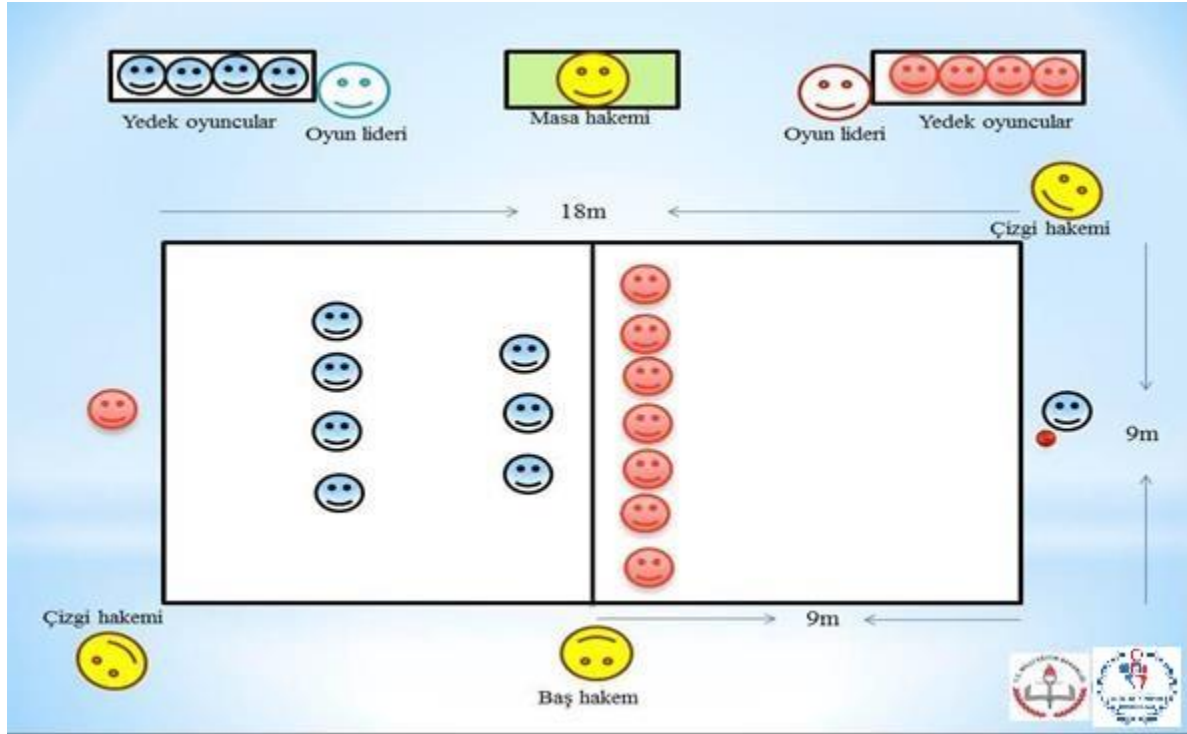 Yedek oyuncular
Oyun lideri
Masa hakemi
Oyun lideri
Yedek oyuncular
18m
Çizgi hakemi
9m
Çizgi hakemi
9m
Baş hakem